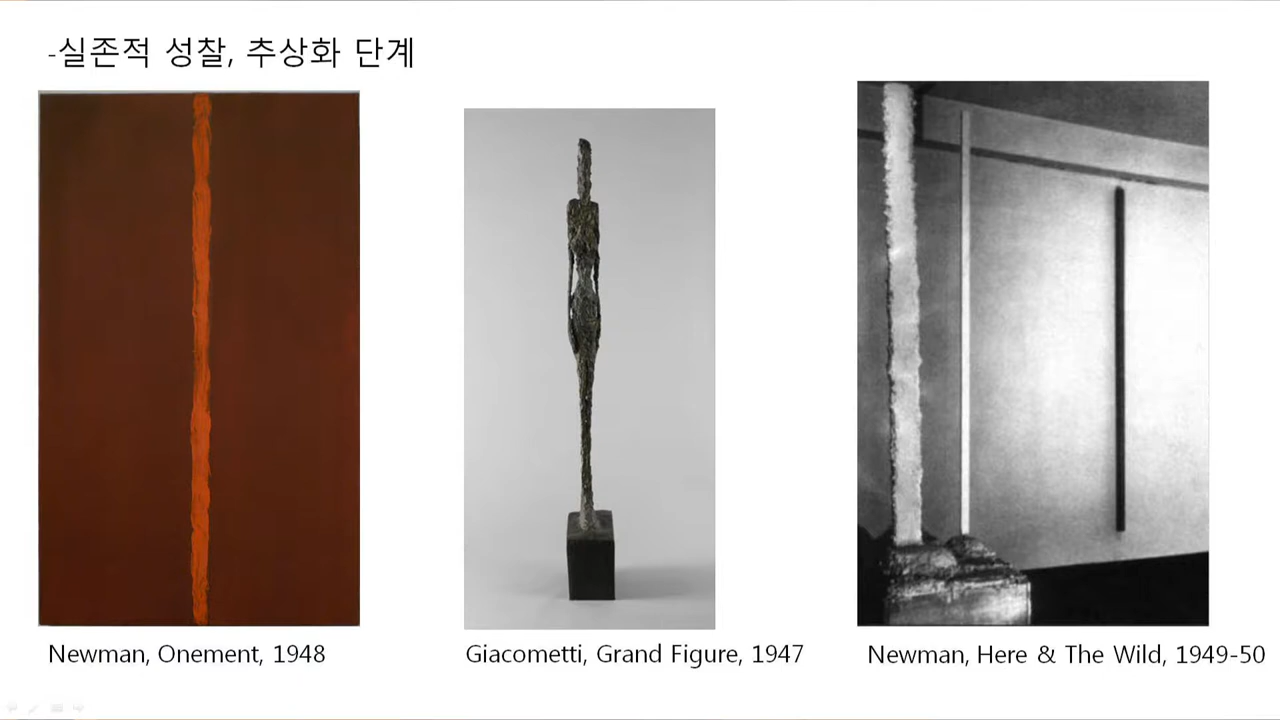 -실존적 성찰, 추상화 단계
Newman, Onement, 1948
Giacometti, Grand Figure, 1947
Newman, Here & The Wild, 1949-50